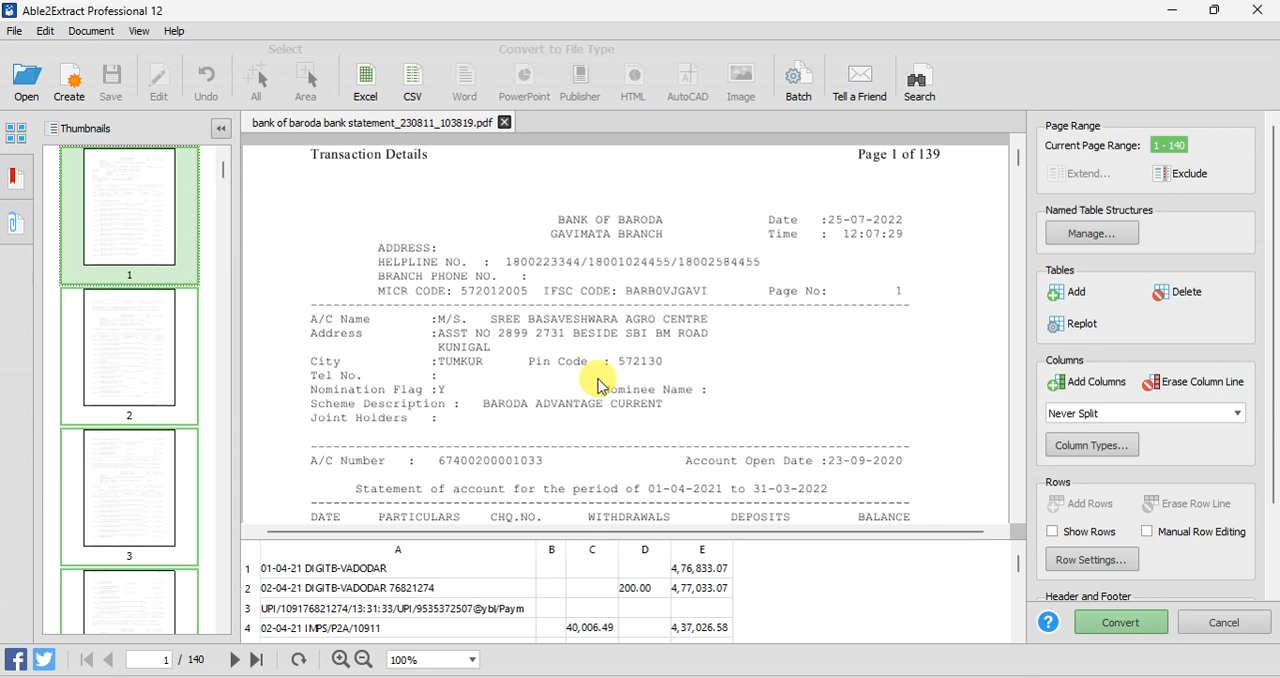 Able2Extract Professional 12
File Edit Document View Help
Select Convert to File Type
Open Create Save Edit Undo All Area Excel CSV Word PowerPoint Publisher HTML AutoCAD Image Batch Tell a Friend Search
Thumbnails
bank of baroda bank statement_230811_103819.pdf
Transaction Details Page 1 of 139
BANK OF BARODA Date :25-07-2022
GAVIMATA BRANCH Time : 12:07:29
ADDRESS:
HELPLINE NO. : 1800223344/18001024455/18002584455
BRANCH PHONE NO. :
MICR CODE: 572012005 IFSC CODE: BARB0VJGAVI Page No: 1
A/C Name :M/S. SREE BASAVESHWARA AGRO CENTRE
Address :ASST NO 2899 2731 BESIDE SBI BM ROAD
KUNIGAL
City :TUMKUR Pin Code : 572130
Tel No. :
Nomination Flag :Y ominee Name :
Scheme Description : BARODA ADVANTAGE CURRENT
Joint Holders :
A/C Number : 67400200001033 Account Open Date :23-09-2020
Statement of account for the period of 01-04-2021 to 31-03-2022
DATE PARTICULARS CHQ.NO. WITHDRAWALS DEPOSITS BALANCE
A B C D E
1 01-04-21 DIGITB-VADODAR 4,76,833.07
2 02-04-21 DIGITB-VADODAR 76821274 200.00 4,77,033.07
3 UPI/109176821274/13:31:33/UPI/9535372507@ybl/Paym
4 02-04-21 IMPS/P2A/10911 40,006.49 4,37,026.58
1
2
3
Page Range
Current Page Range: 1 - 140
Extend... Exclude
Named Table Structures
Manage...
Tables
Add Delete
Replot
Columns
Add Columns Erase Column Line
Never Split
Column Types...
Rows
Add Rows Erase Row Line
Show Rows Manual Row Editing
Row Settings...
Header and Footer
? Convert Cancel
1 / 140 100%